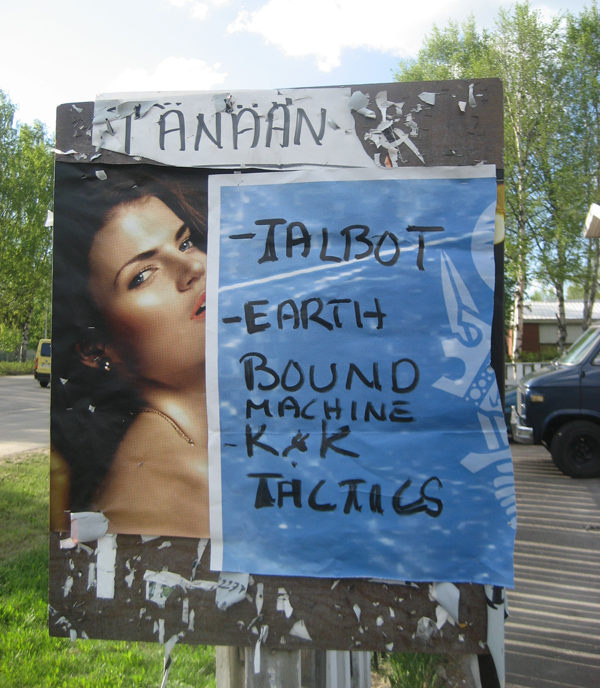 TÄNÄÄN
-TALBOT
-EARTH
BOUND
MACHINE
-K&K
TACTICS